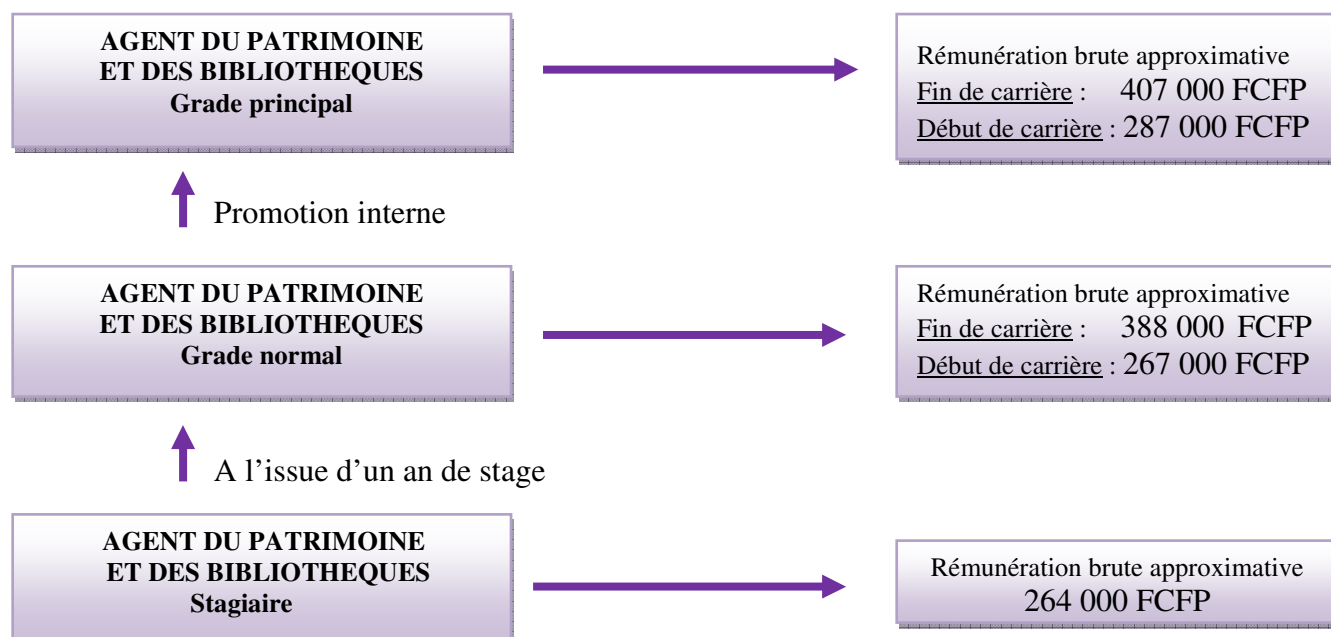 AGENT DU PATRIMOINE
ET DES BIBLIOTHEQUES
Grade principal
Rémunération brute approximative
Fin de carrière : 407 000 FCFP
Début de carrière : 287 000 FCFP
Promotion interne
AGENT DU PATRIMOINE
ET DES BIBLIOTHEQUES
Grade normal
Rémunération brute approximative
Fin de carrière : 388 000 FCFP
Début de carrière : 267 000 FCFP
A l’issue d’un an de stage
AGENT DU PATRIMOINE
ET DES BIBLIOTHEQUES
Stagiaire
Rémunération brute approximative
264 000 FCFP